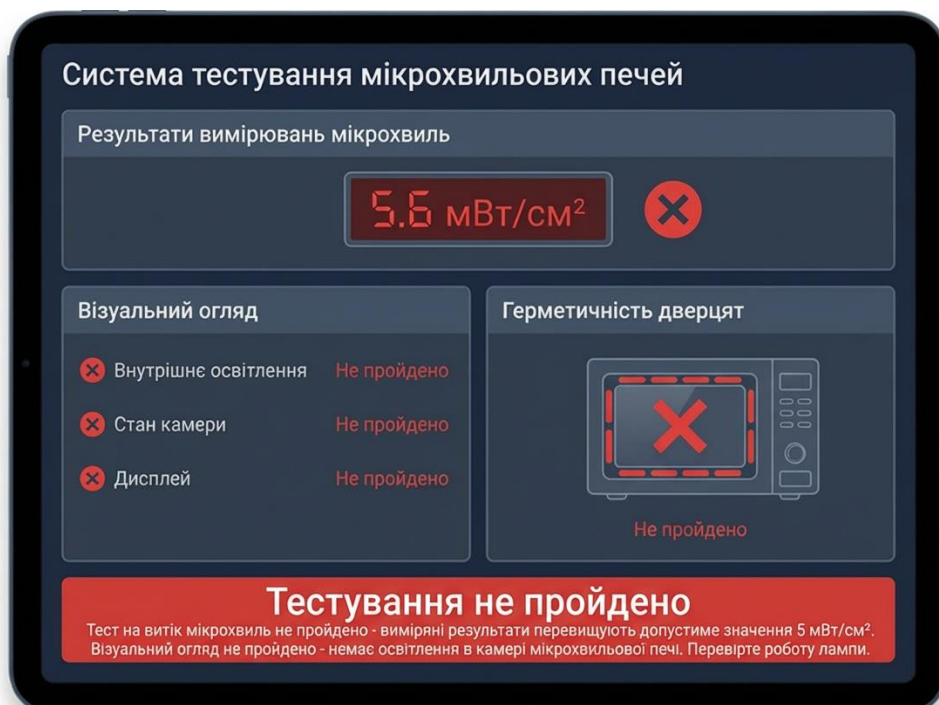 Система тестування мікрохвильових печей
Результати вимірювань мікрохвиль
5.6 мВт/см²
Візуальний огляд
Внутрішнє освітлення Не пройдено
Стан камери Не пройдено
Дисплей Не пройдено
Герметичність дверцят
Не пройдено
Тестування не пройдено
Тест на витік мікрохвиль не пройдено - виміряні результати перевищують допустиме значення 5 мВт/см².
Візуальний огляд не пройдено - немає освітлення в камері мікрохвильової печі. Перевірте роботу лампи.